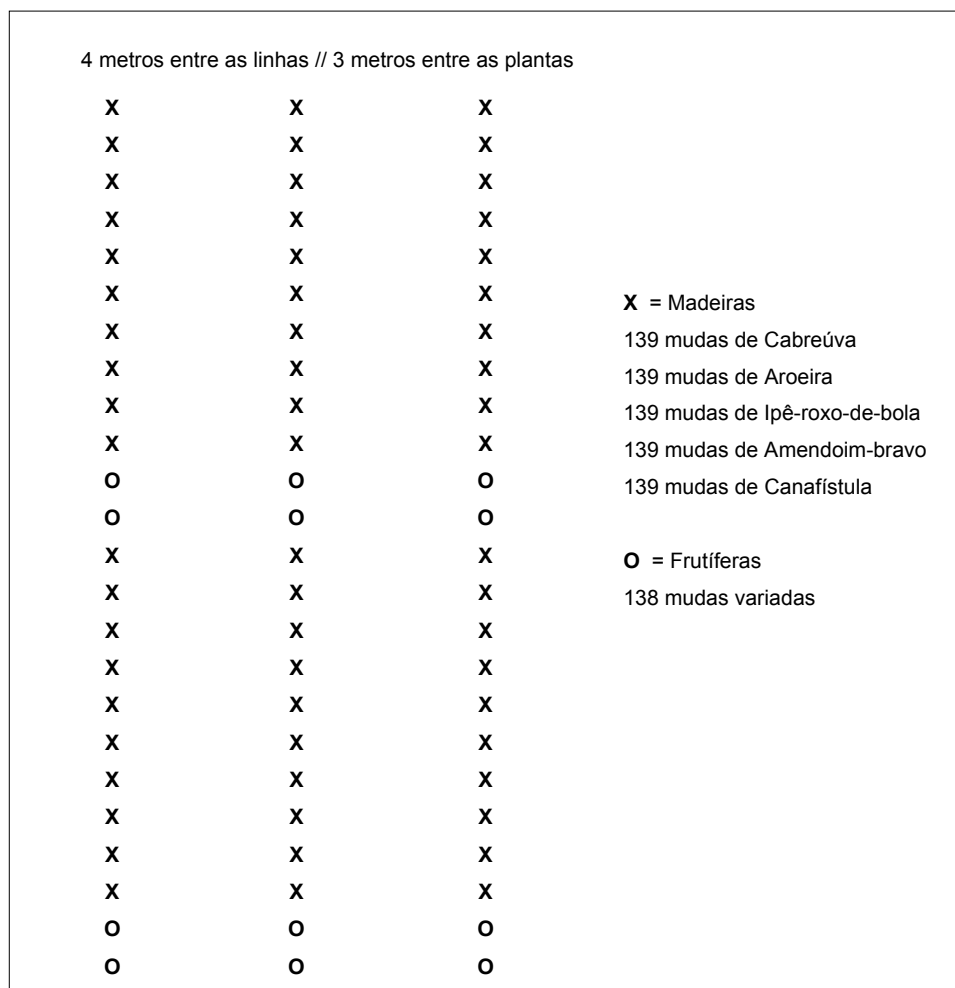 4 metros entre as linhas // 3 metros entre as plantas
X X X
X X X
X X X
X X X
X X X
X X X
X X X
X X X
X X X
X X X
O O O
O O O
X X X
X X X
X X X
X X X
X X X
X X X
X X X
X X X
X X X
X X X
O O O
O O O
X = Madeiras
139 mudas de Cabreúva
139 mudas de Aroeira
139 mudas de Ipê-roxo-de-bola
139 mudas de Amendoim-bravo
139 mudas de Canafístula
O = Frutíferas
138 mudas variadas